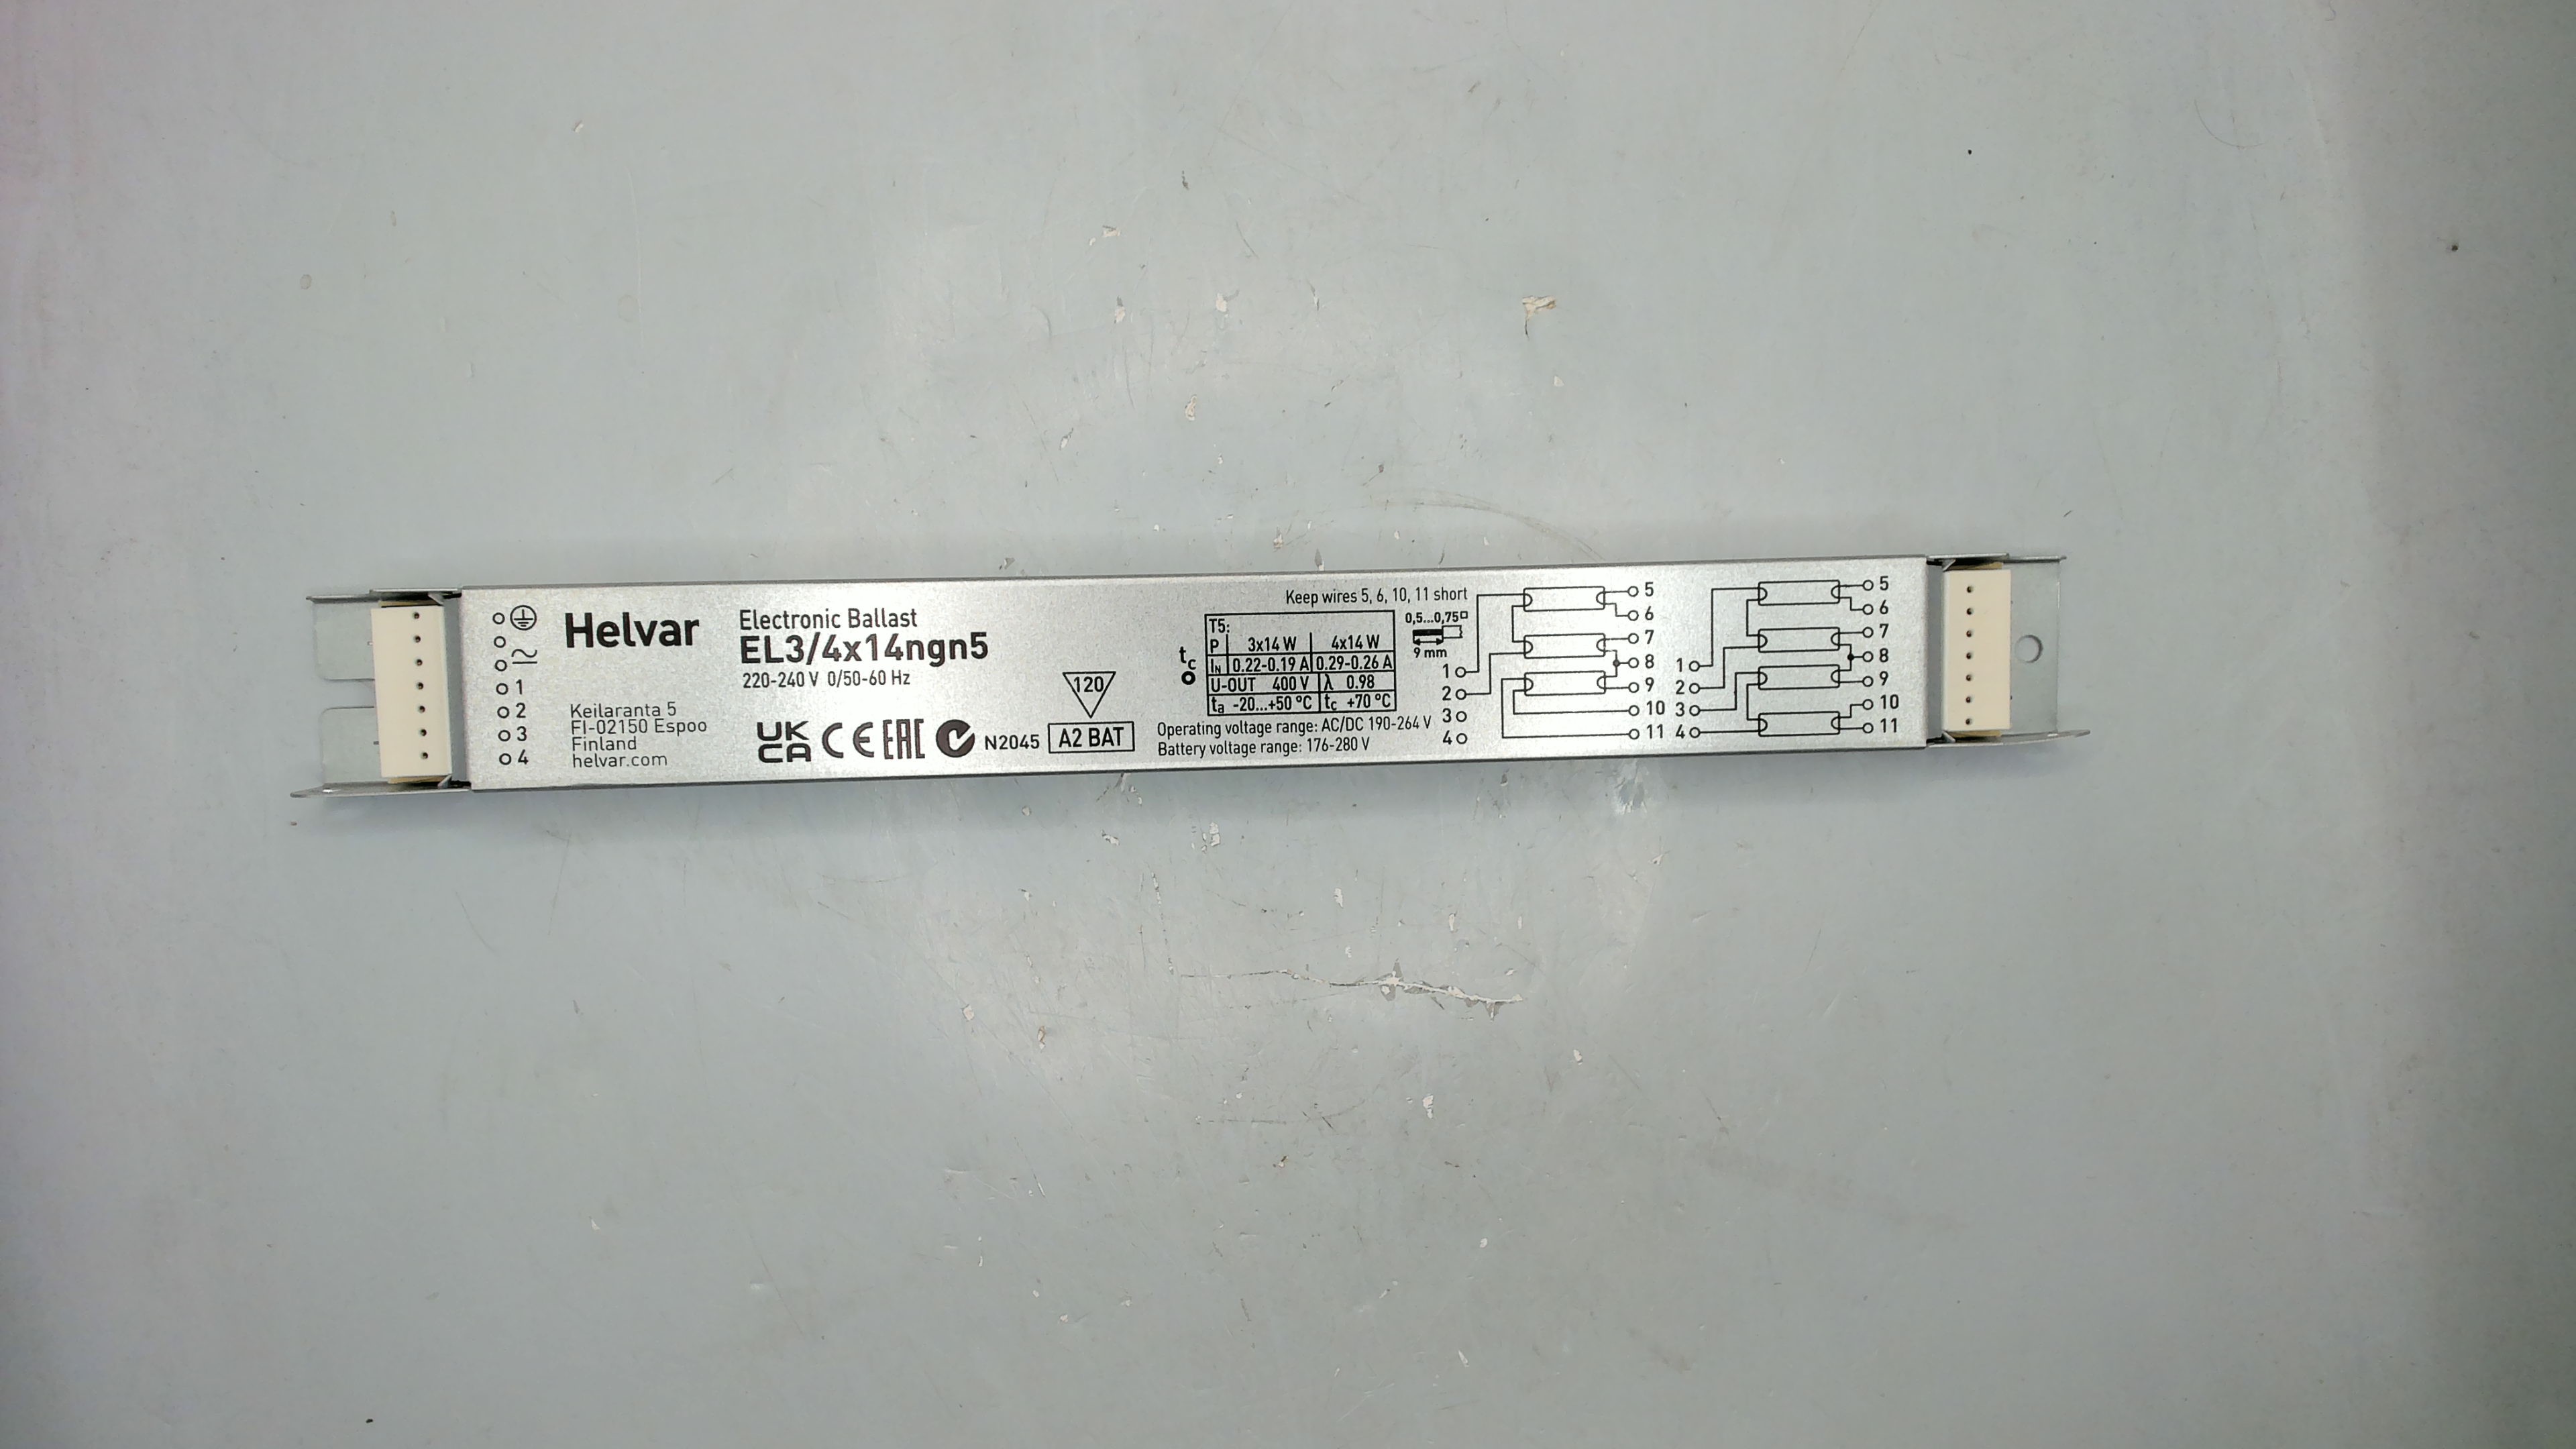 1
2
3
4
Helvar
Keilaranta 5
FI-02150 Espoo
Finland
helvar.com
Electronic Ballast
EL3/4x14ngn5
220-240 V 0/50-60 Hz
UK
CA CE EAC N2045
120
A2 BAT
tc
Keep wires 5, 6, 10, 11 short
T5:
P 3x14 W 4x14 W
IN 0.22-0.19 A 0.29-0.26 A
U-OUT 400 V λ 0.98
ta -20...+50 °C tc +70 °C
Operating voltage range: AC/DC 190-264 V
Battery voltage range: 176-280 V
0,5...0,75
9 mm
1
2
3
4
5
6
7
8
9
10
11
1
2
3
4
5
6
7
8
9
10
11